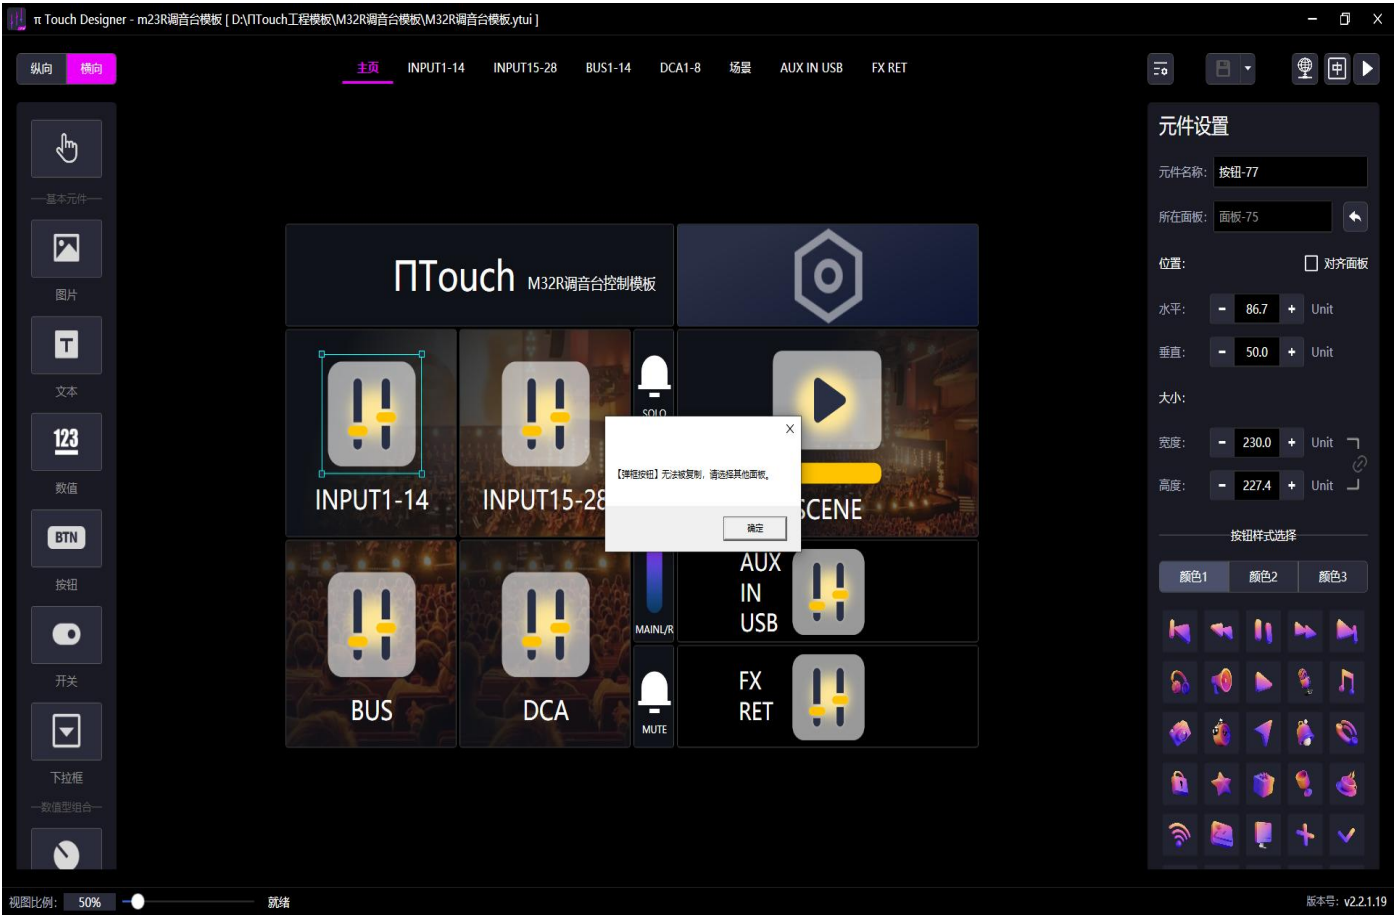 π Touch Designer - m23R调音台模板 [ D:\ΠTouch工程模板\M32R调音台模板\M32R调音台模板.ytui ]
纵向 横向
主页 INPUT1-14 INPUT15-28 BUS1-14 DCA1-8 场景 AUX IN USB FX RET
中
基本元件
图片
T
文本
123
数值
BTN
按钮
开关
下拉框
数值型组合
ΠTouch M32R调音台控制模板
SOLO
INPUT1-14
INPUT15-28
SCENE
【弹框按钮】无法被复制，请选择其他面板。
确定
BUS
DCA
MAINL/R
MUTE
AUX
IN
USB
FX
RET
元件设置
元件名称: 按钮-77
所在面板: 面板-75
位置: 对齐面板
水平: - 86.7 + Unit
垂直: - 50.0 + Unit
大小:
宽度: - 230.0 + Unit
高度: - 227.4 + Unit
按钮样式选择
颜色1 颜色2 颜色3
视图比例: 50% 就绪
版本号: v2.2.1.19